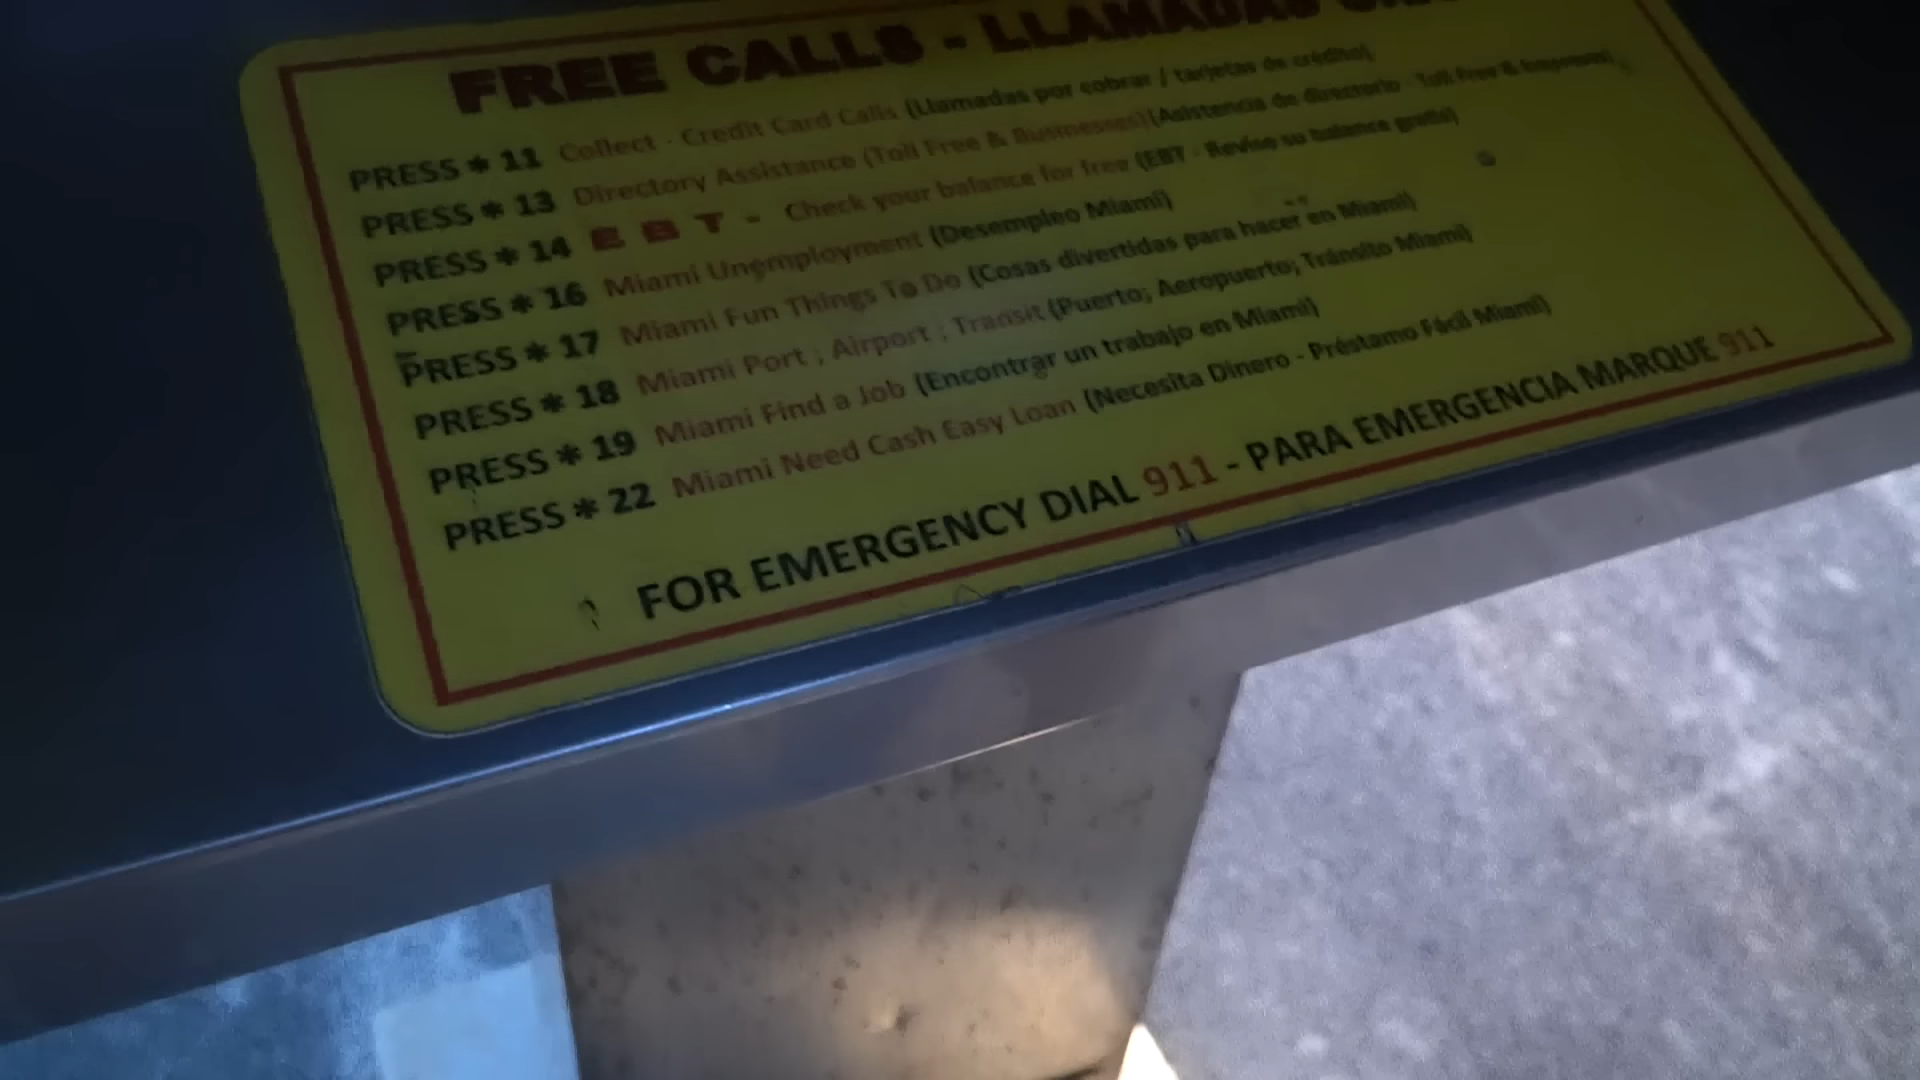 FREE CALLS - LLAMADAS
PRESS * 11 Collect - Credit Card Calls (Llamadas por cobrar / tarjetas de crédito)
PRESS * 13 Directory Assistance (Toll Free & Businesses)(Asistencia de directorio - Toll Free & Empresas)
PRESS * 14 EBT - Check your balance for free (EBT - Revise su balance gratis)
PRESS * 16 Miami Unemployment (Desempleo Miami)
PRESS * 17 Miami Fun Things To Do (Cosas divertidas para hacer en Miami)
PRESS * 18 Miami Port ; Airport ; Transit (Puerto; Aeropuerto; Tránsito Miami)
PRESS * 19 Miami Find a Job (Encontrar un trabajo en Miami)
PRESS * 22 Miami Need Cash Easy Loan (Necesita Dinero - Préstamo Fácil Miami)
FOR EMERGENCY DIAL 911 - PARA EMERGENCIA MARQUE 911